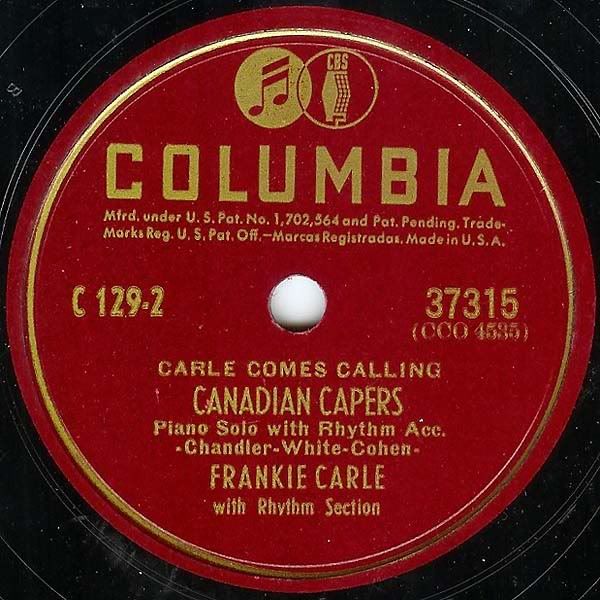 CBS
COLUMBIA
Mfrd. under U.S. Pat. No. 1,702,564 and Pat. Pending. Trade-
Marks Reg. U.S. Pat. Off.—Marcas Registradas. Made in U.S.A.
C 129-2
37315
(CCO 4535)
CARLE COMES CALLING
CANADIAN CAPERS
Piano Solo with Rhythm Acc.
-Chandler-White-Cohen-
FRANKIE CARLE
with Rhythm Section